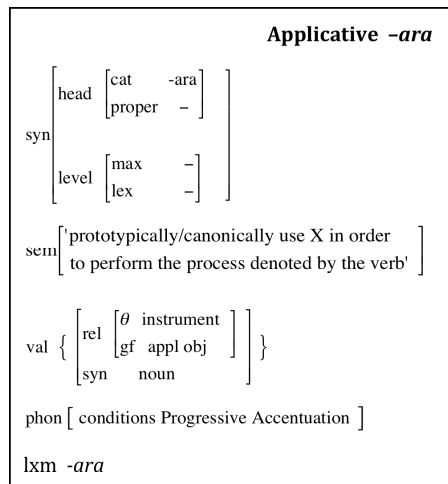 Applicative –ara
cat -ara
head
proper –
syn
max –
level
lex –
'prototypically/canonically use X in order
sem
to perform the process denoted by the verb'
θ instrument
rel
val { gf appl obj }
syn noun
phon [ conditions Progressive Accentuation ]
lxm -ara